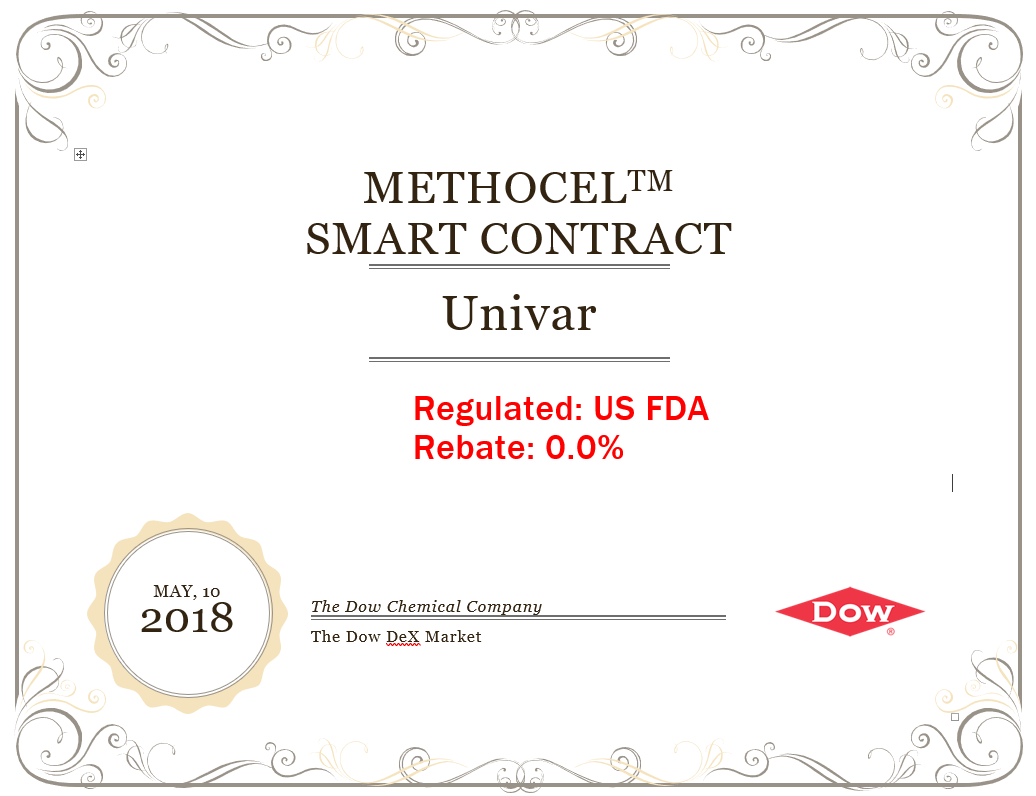 METHOCEL™
SMART CONTRACT
Univar
Regulated: US FDA
Rebate: 0.0%
MAY, 10
2018
The Dow Chemical Company
The Dow DeX Market
Dow®